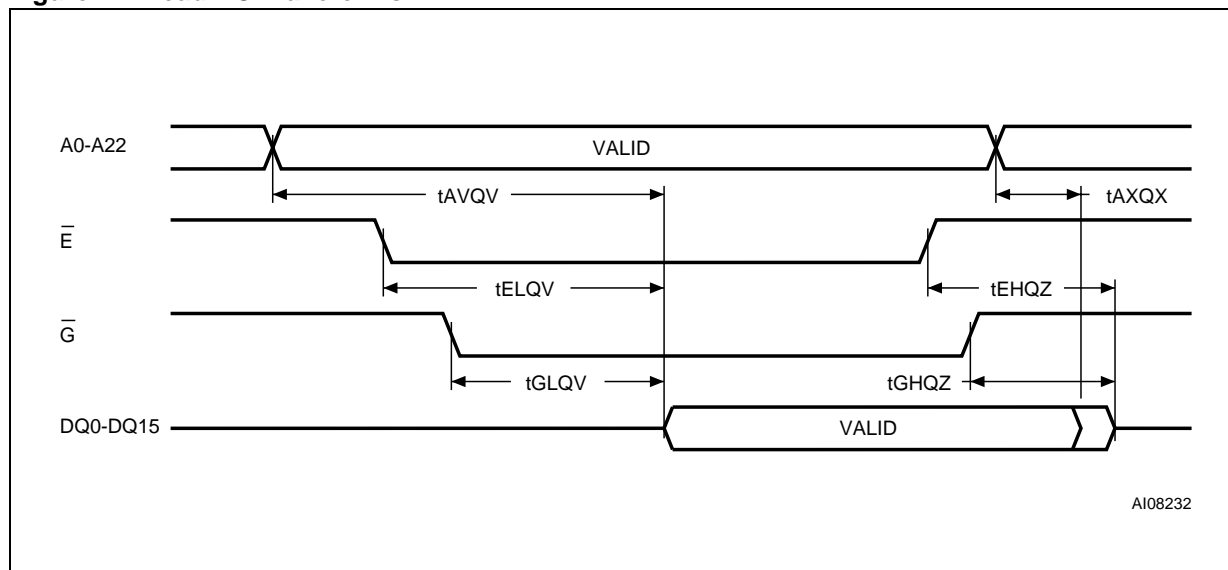 A0-A22
VALID
tAVQV
tAXQX
E
tELQV
tEHQZ
G
tGLQV
tGHQZ
DQ0-DQ15
VALID
AI08232